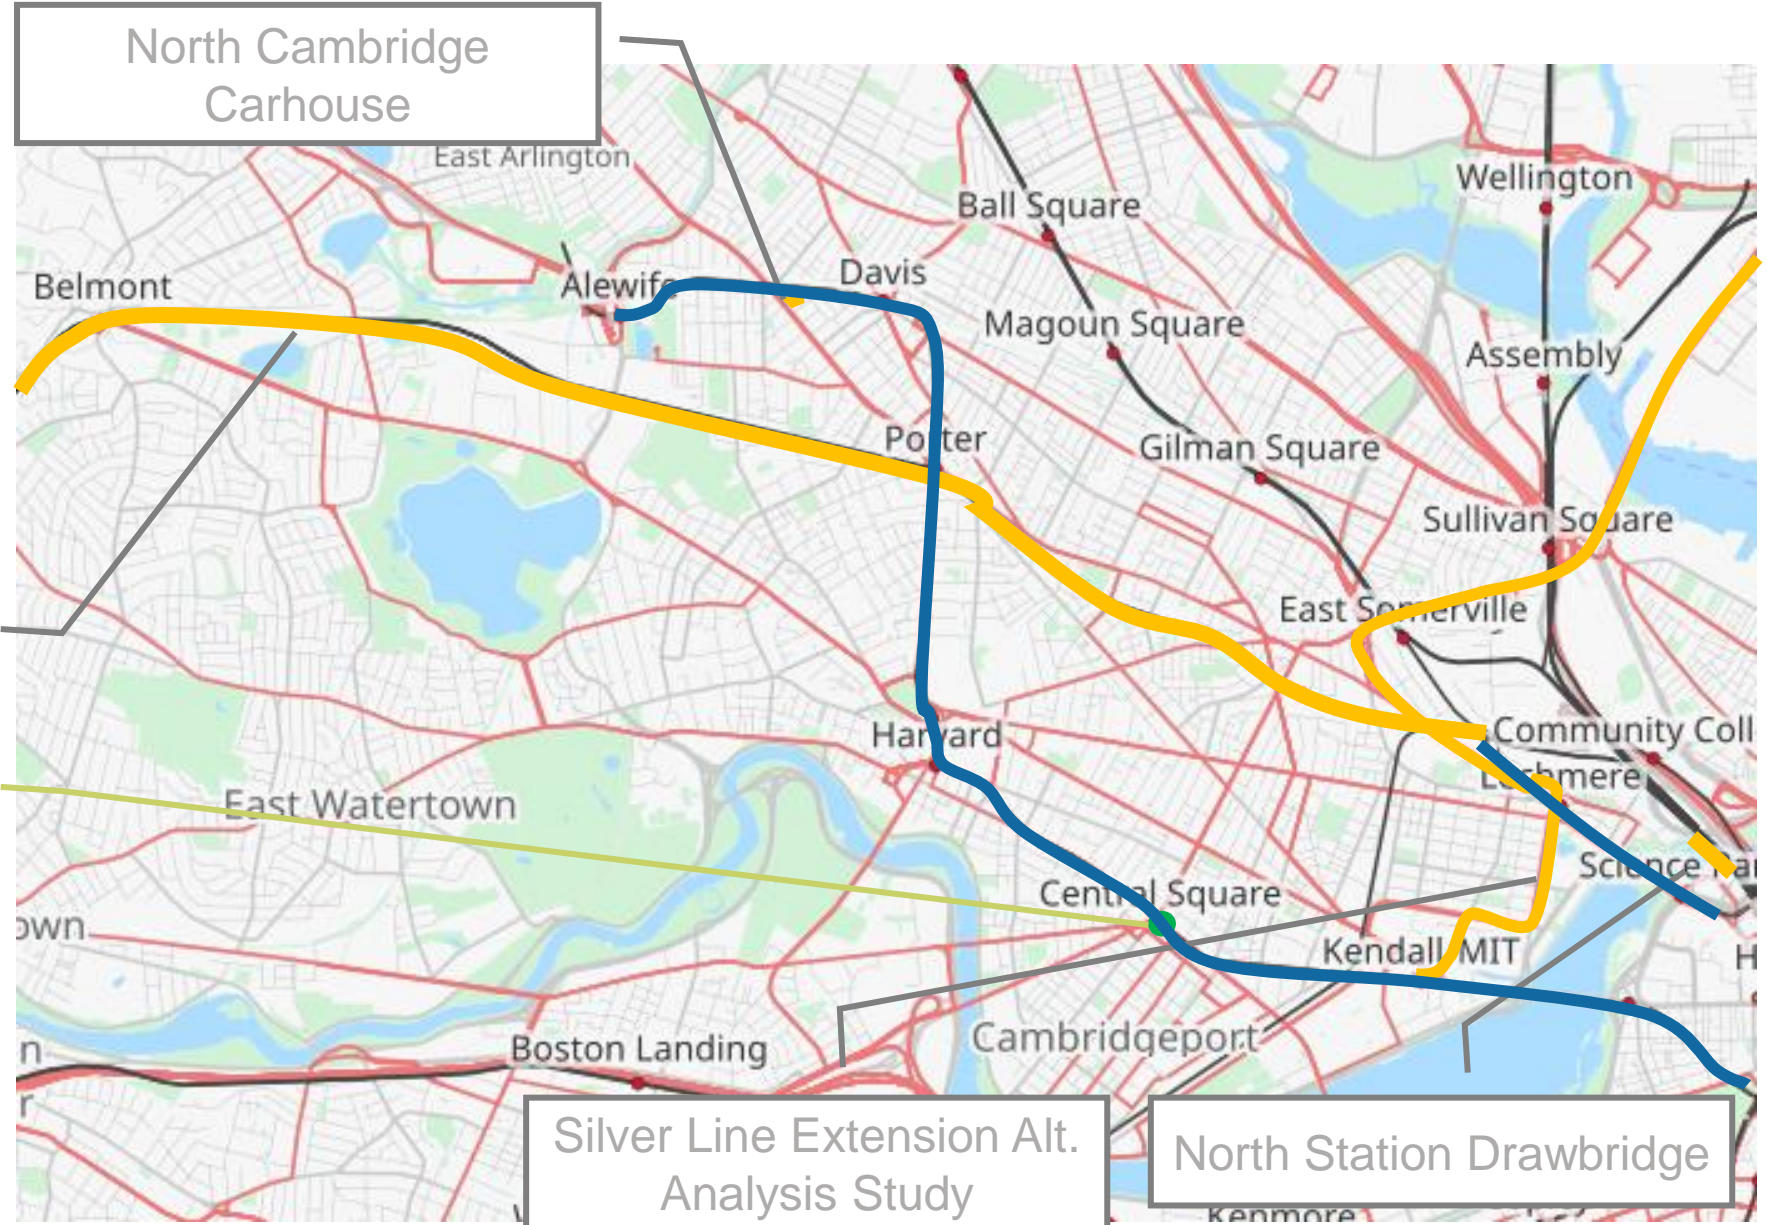 North Cambridge
Carhouse
East Arlington
Wellington
Ball Square
Belmont
Alewife
Davis
Magoun Square
Assembly
Porter
Gilman Square
Sullivan Square
East Somerville
Harvard
Community Coll
Lechmere
East Watertown
Science Par
Central Square
own
Kendall/MIT
H
Cambridgeport
n
Boston Landing
r
Silver Line Extension Alt.
Analysis Study
North Station Drawbridge
Kenmore